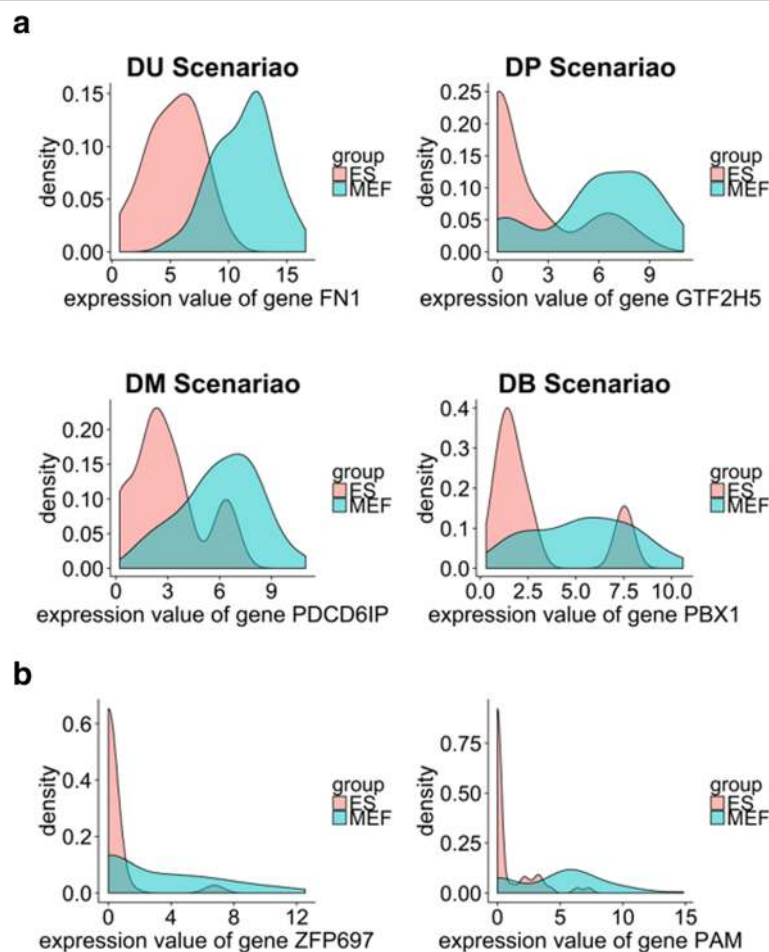 a
DU Scenariao
density
0.15
0.10
0.05
0.00
0 5 10 15
expression value of gene FN1
group
ES
MEF
DP Scenariao
density
0.25
0.20
0.15
0.10
0.05
0.00
0 3 6 9
expression value of gene GTF2H5
group
ES
MEF
DM Scenariao
density
0.20
0.15
0.10
0.05
0.00
0 3 6 9
expression value of gene PDCD6IP
group
ES
MEF
DB Scenariao
density
0.4
0.3
0.2
0.1
0.0
0.0 2.5 5.0 7.5 10.0
expression value of gene PBX1
group
ES
MEF
b
density
0.6
0.4
0.2
0.0
0 4 8 12
expression value of gene ZFP697
group
ES
MEF
density
0.75
0.50
0.25
0.00
0 5 10 15
expression value of gene PAM
group
ES
MEF